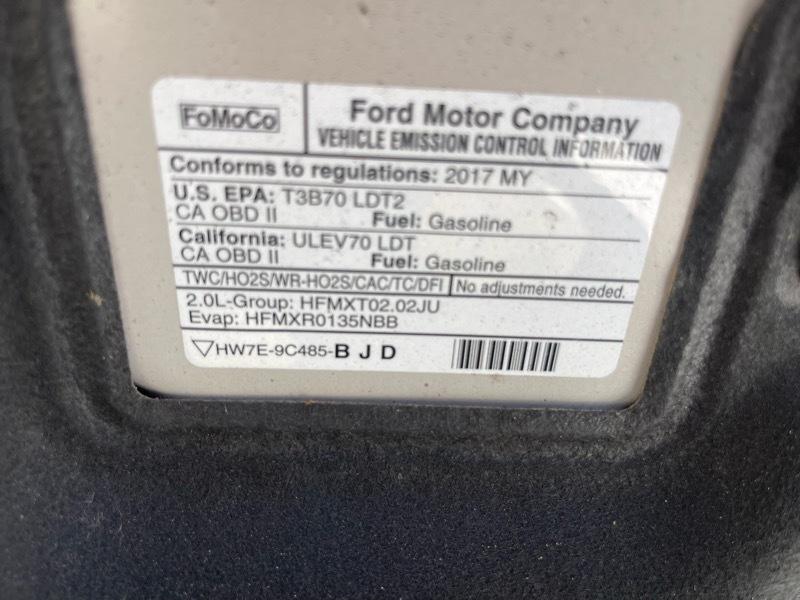 FoMoCo
Ford Motor Company
VEHICLE EMISSION CONTROL INFORMATION
Conforms to regulations: 2017 MY
U.S. EPA: T3B70 LDT2
CA OBD II Fuel: Gasoline
California: ULEV70 LDT
CA OBD II Fuel: Gasoline
TWC/HO2S/WR-HO2S/CAC/TC/DFI No adjustments needed.
2.0L-Group: HFMXT02.02JU
Evap: HFMXR0135NBB
HW7E-9C485-B J D